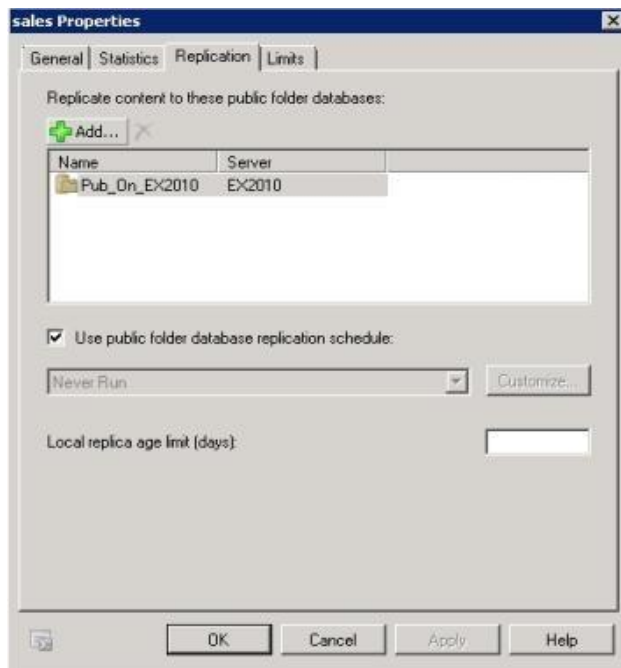 sales Properties
General Statistics Replication Limits
Replicate content to these public folder databases:
Add...
Name Server
Pub_On_EX2010 EX2010
Use public folder database replication schedule:
Never Run Customize...
Local replica age limit (days):
OK Cancel Apply Help